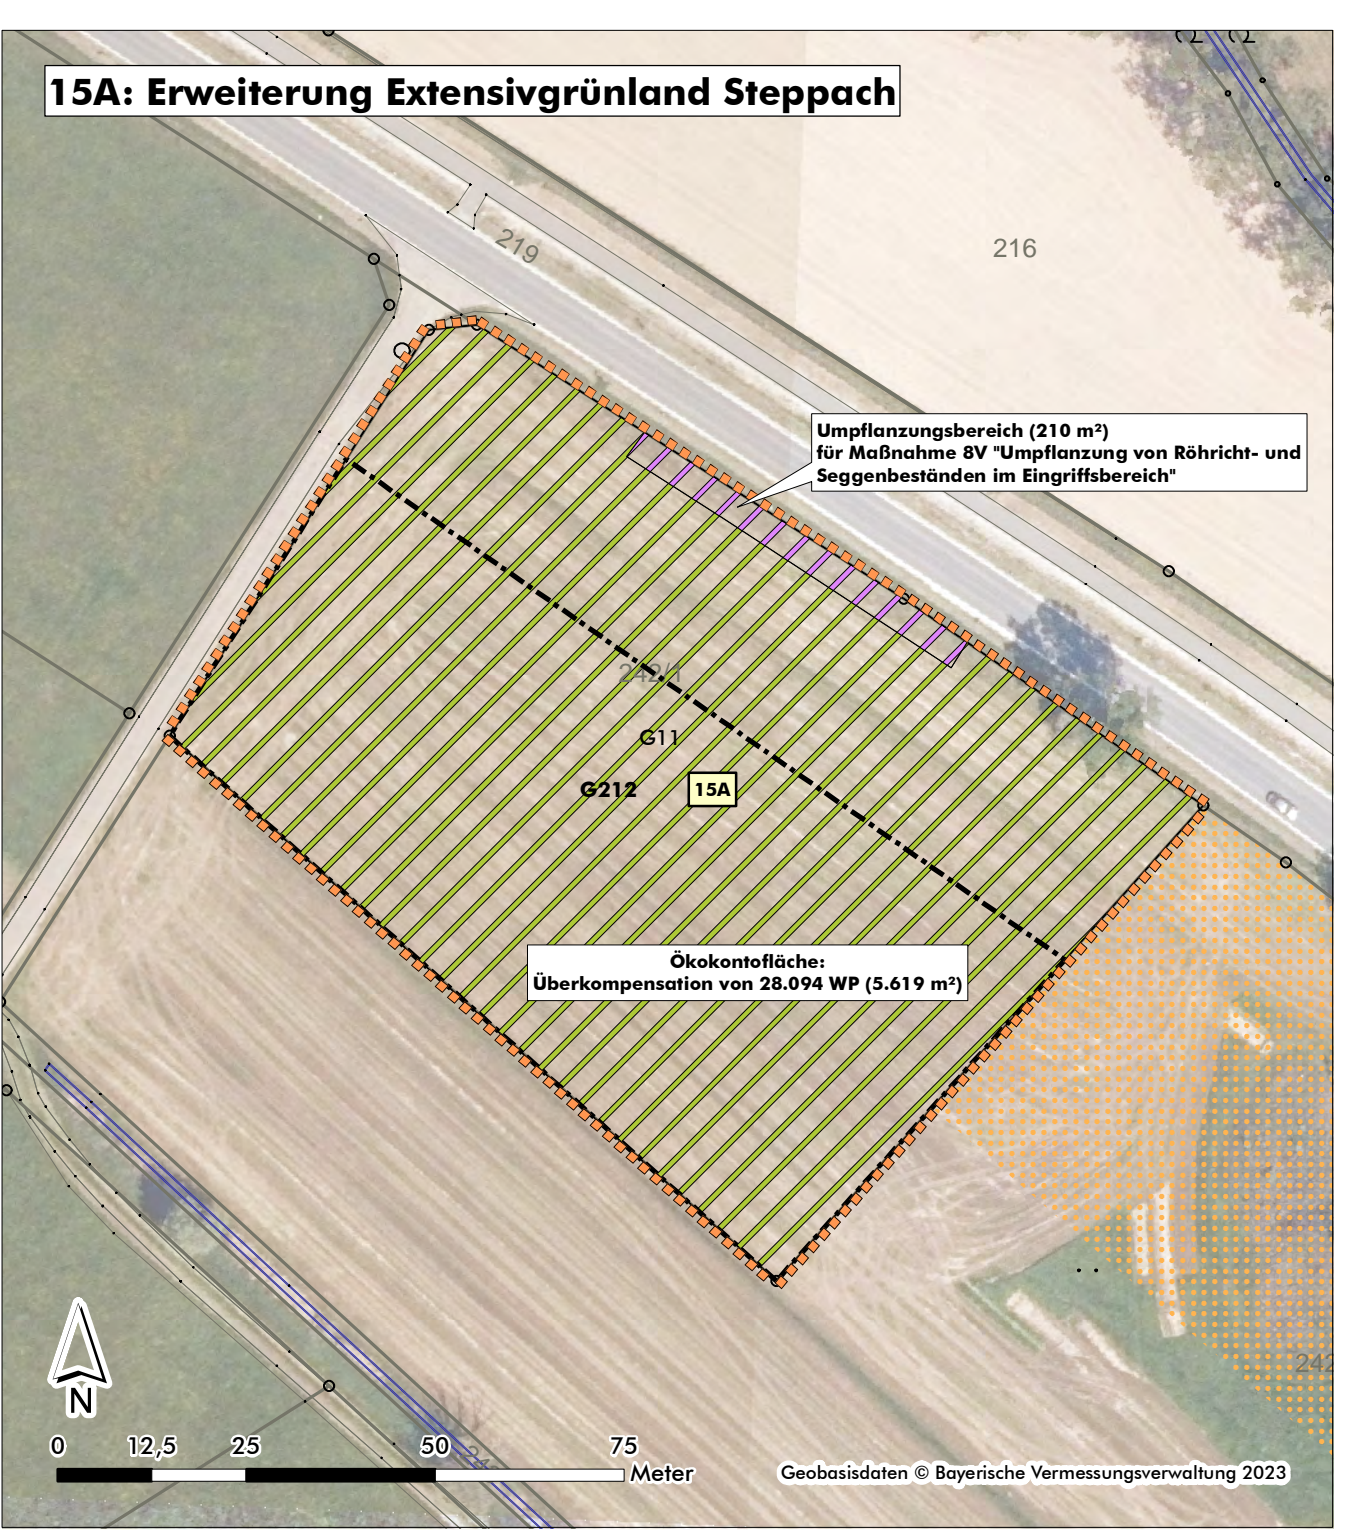 15A: Erweiterung Extensivgrünland Steppach
219
216
Umpflanzungsbereich (210 m²)
für Maßnahme 8V "Umpflanzung von Röhricht- und
Seggenbeständen im Eingriffsbereich"
242/1
G11
G212
15A
Ökokontofläche:
Überkompensation von 28.094 WP (5.619 m²)
N
0 12,5 25 50 75
Meter
Geobasisdaten © Bayerische Vermessungsverwaltung 2023